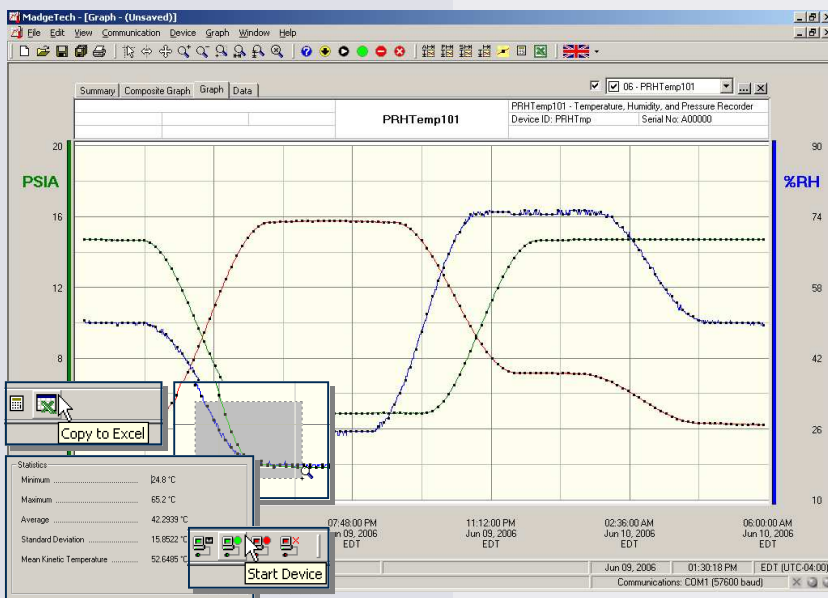 MadgeTech - [Graph - (Unsaved)]
File Edit View Communication Device Graph Window Help
Summary Composite Graph Graph Data
06 - PRHTemp101
...
PRHTemp101
PRHTemp101 - Temperature, Humidity, and Pressure Recorder
Device ID: PRHTmp Serial No: A00000
20
PSIA
16
12
8
90
%RH
74
58
42
26
10
Copy to Excel
Statistics
Minimum 24.8 °C
Maximum 65.2 °C
Average 42.2939 °C
Standard Deviation 15.8522 °C
Mean Kinetic Temperature 52.6485 °C
Start Device
07:48:00 PM
Jun 09, 2006
EDT
11:12:00 PM
Jun 09, 2006
EDT
02:36:00 AM
Jun 10, 2006
EDT
06:00:00 AM
Jun 10, 2006
EDT
Jun 09, 2006 01:30:18 PM EDT (UTC-04:00)
Communications: COM1 (57600 baud)